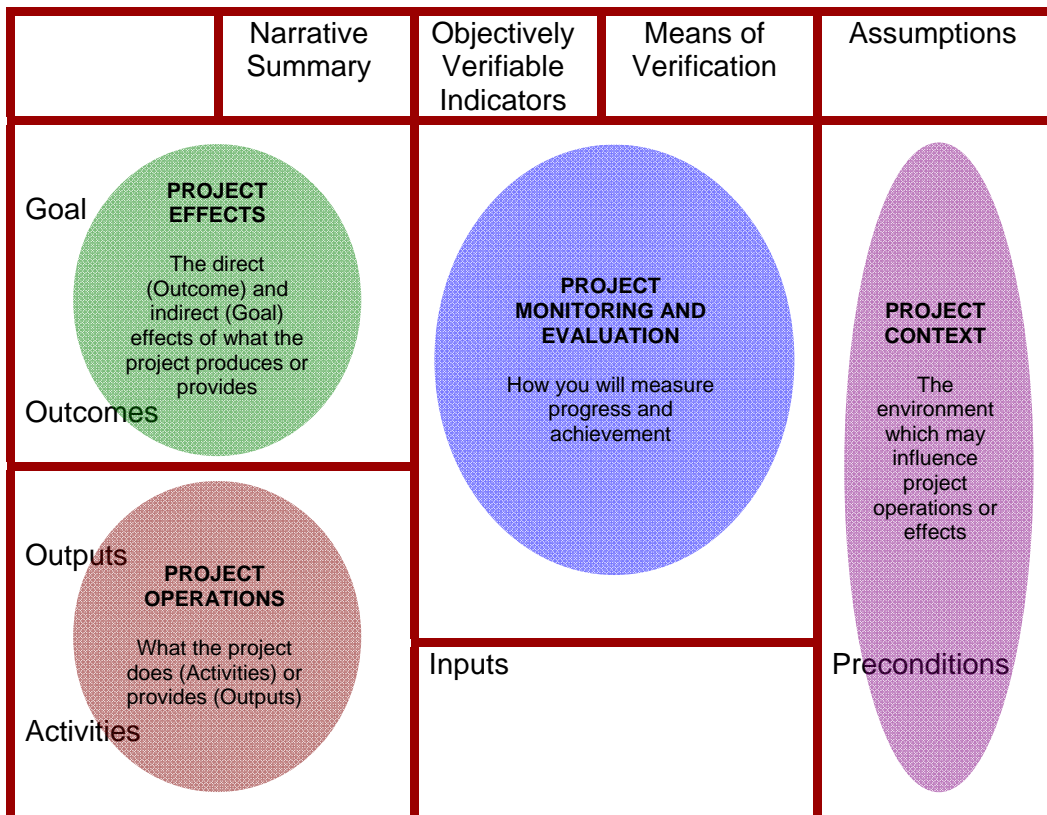 Narrative
Summary
Objectively
Verifiable
Indicators
Means of
Verification
Assumptions
Goal
PROJECT
EFFECTS
The direct
(Outcome) and
indirect (Goal)
effects of what the
project produces or
provides
Outcomes
Outputs
PROJECT
OPERATIONS
What the project
does (Activities) or
provides (Outputs)
Activities
PROJECT
MONITORING AND
EVALUATION
How you will measure
progress and
achievement
Inputs
PROJECT
CONTEXT
The
environment
which may
influence
project
operations or
effects
Preconditions